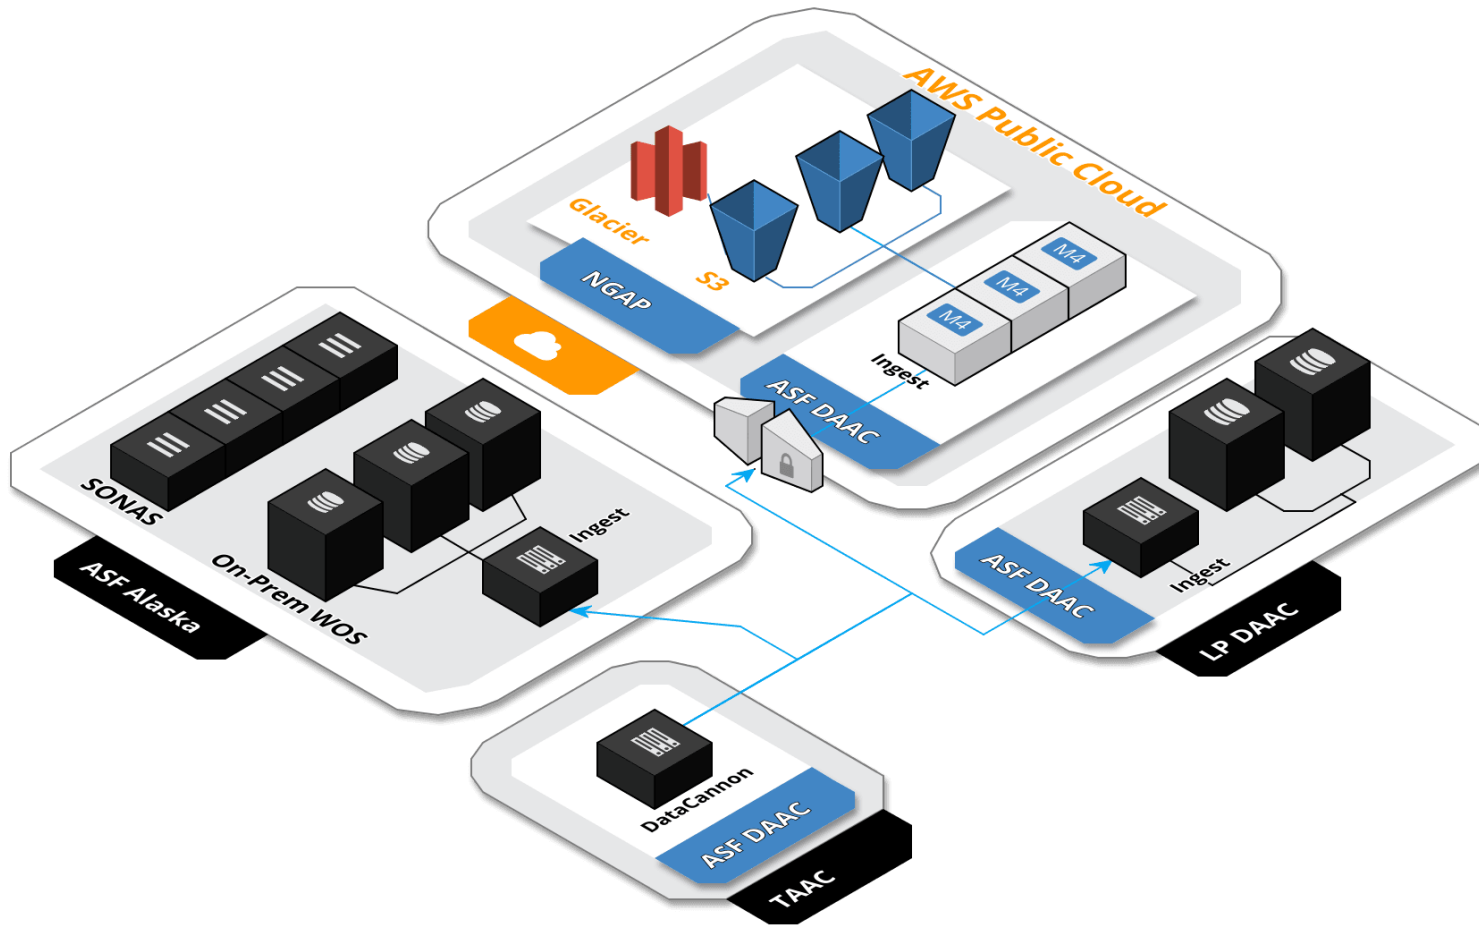 AWS Public Cloud
Glacier
S3
NGAP
M4
M4
M4
Ingest
ASF DAAC
SONAS
On-Prem WOS
Ingest
ASF Alaska
Ingest
ASF DAAC
LP DAAC
DataCannon
ASF DAAC
TAAC